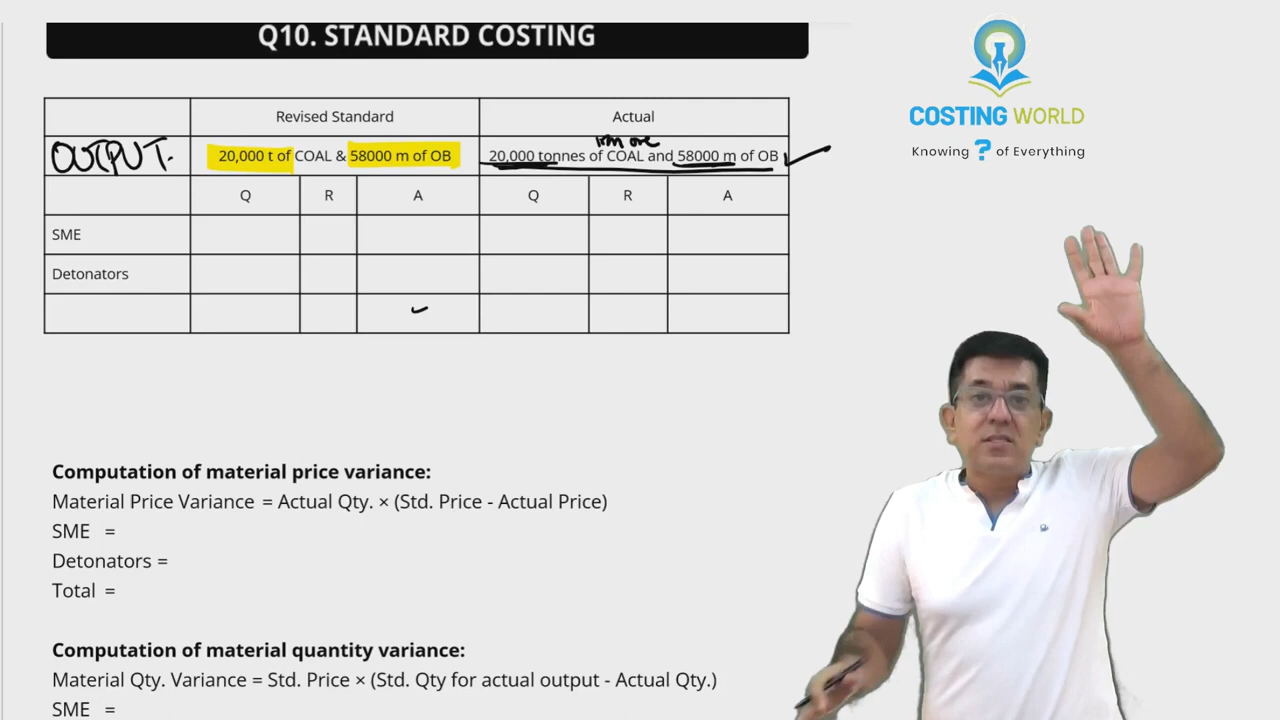 Q10. STANDARD COSTING
COSTING WORLD
Knowing ? of Everything
Revised Standard Actual
OUTPUT. 20,000 t of COAL & 58000 m of OB 20,000 tonnes of COAL and 58000 m of OB
Q R A Q R A
SME
Detonators
Computation of material price variance:
Material Price Variance = Actual Qty. × (Std. Price - Actual Price)
SME =
Detonators =
Total =
Computation of material quantity variance:
Material Qty. Variance = Std. Price × (Std. Qty for actual output - Actual Qty.)
SME =